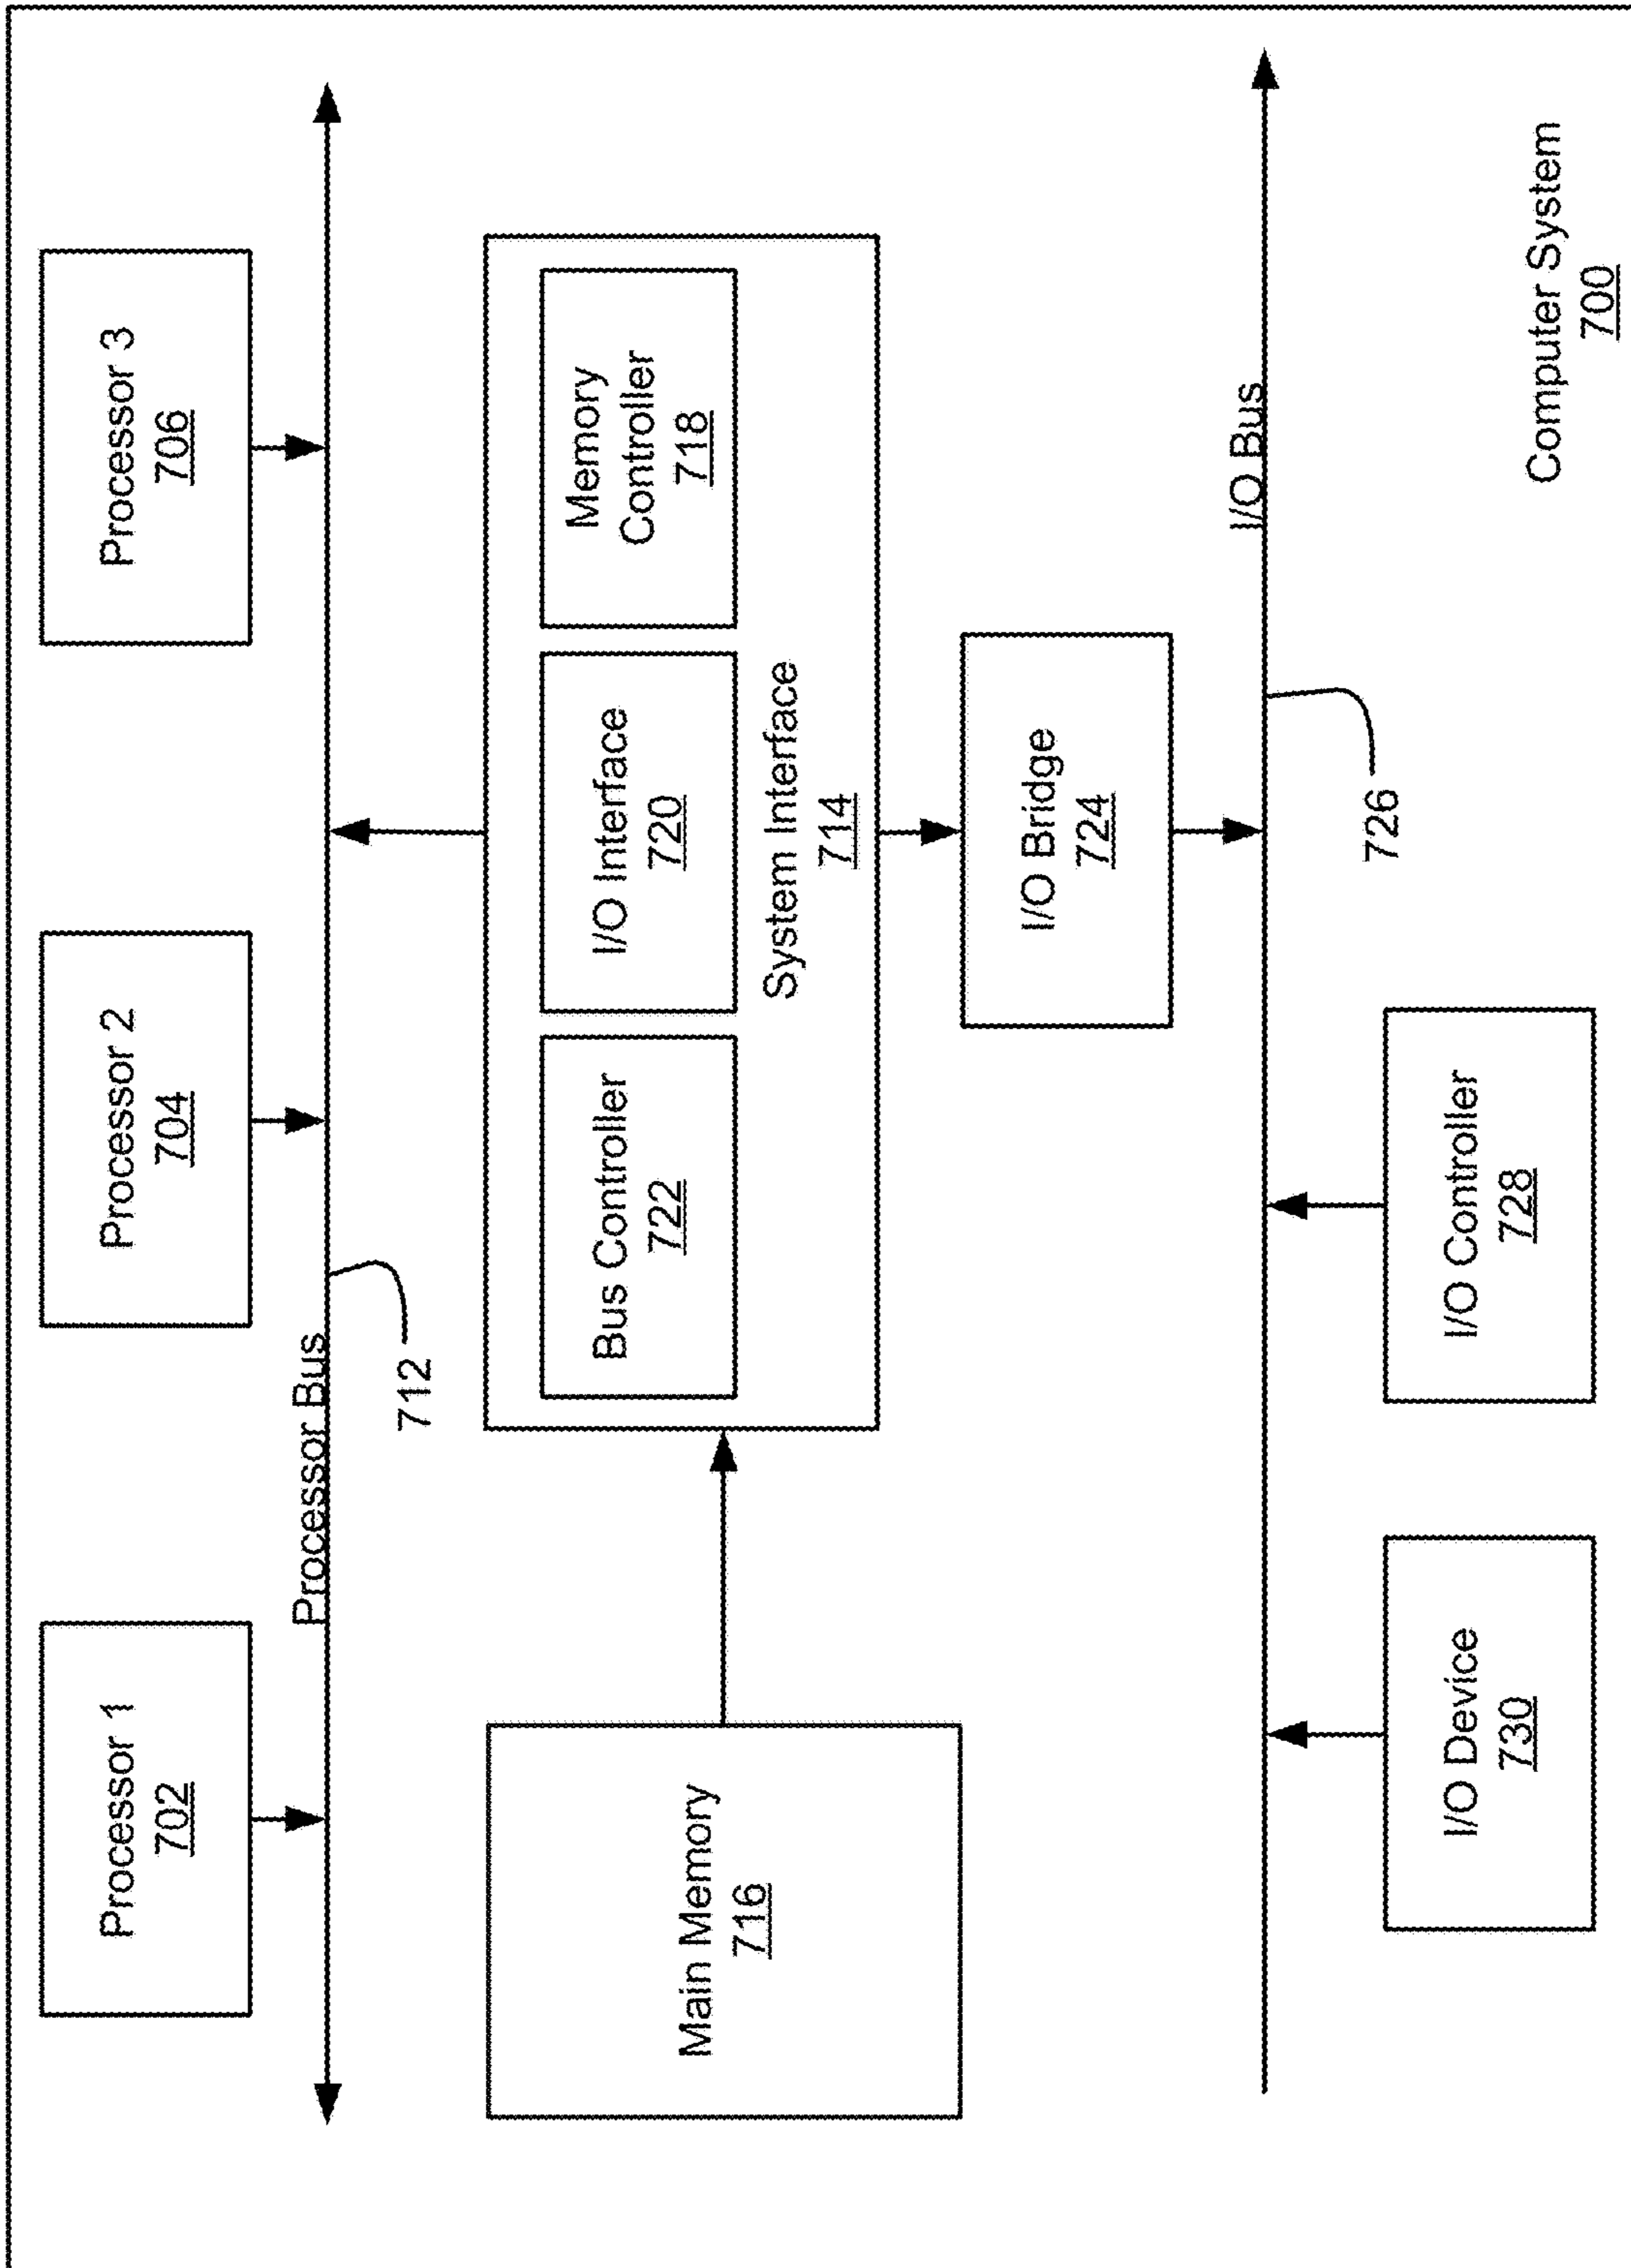 Processor 1
702
Processor 2
704
Processor 3
706
Processor Bus
712
Main Memory
716
Bus Controller
722
I/O Interface
720
Memory
Controller
718
System Interface
714
I/O Bridge
724
I/O Bus
726
I/O Device
730
I/O Controller
728
Computer System
700